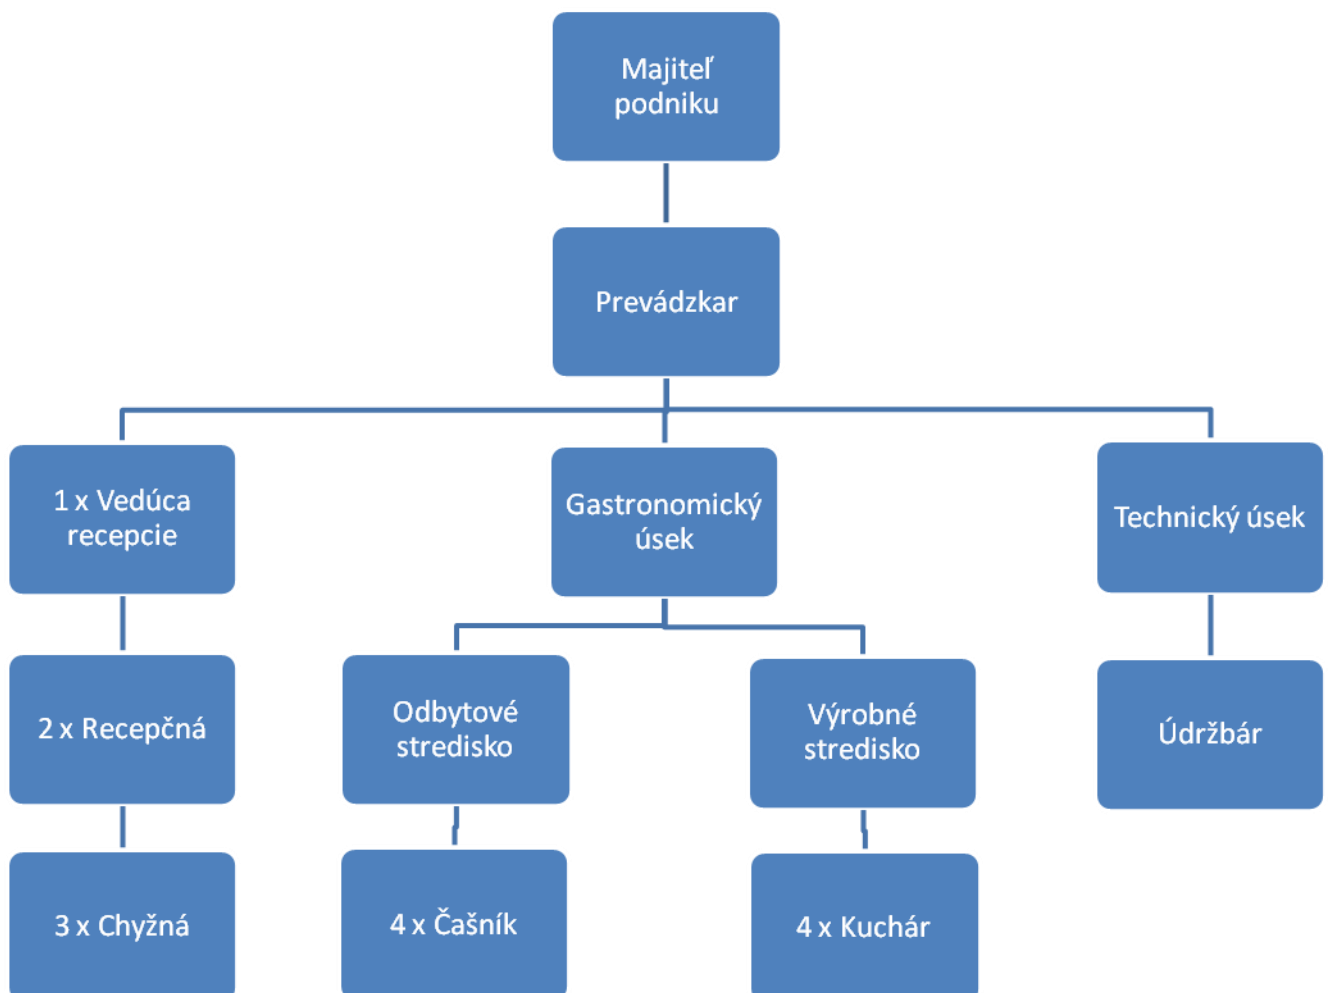 Majiteľ
podniku
Prevádzkar
1 x Vedúca
recepcie
Gastronomický
úsek
Technický úsek
2 x Recepčná
Odbytové
stredisko
Výrobné
stredisko
Údržbár
3 x Chyžná
4 x Čašník
4 x Kuchár